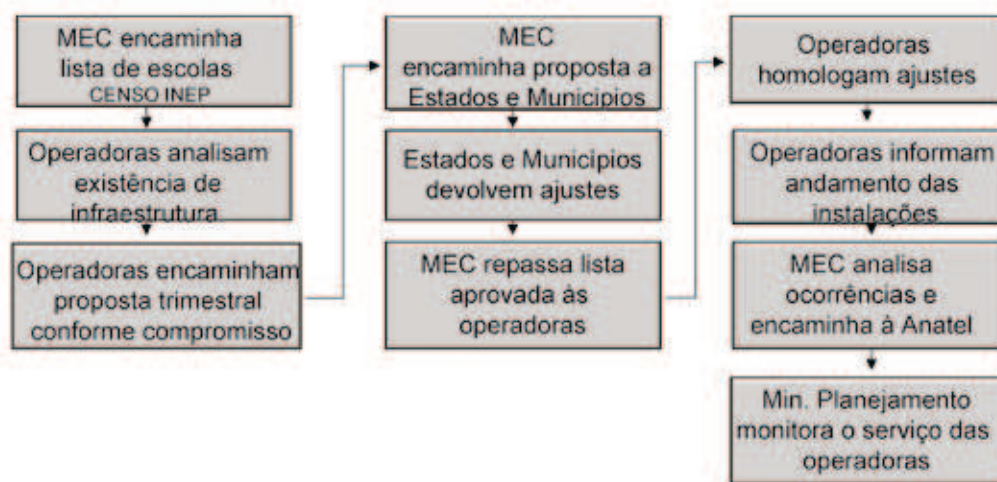 MEC encaminha
lista de escolas
CENSO INEP
Operadoras analisam
existência de
infraestrutura
Operadoras encaminham
proposta trimestral
conforme compromisso
MEC
encaminha proposta a
Estados e Municipios
Estados e Municipios
devolvem ajustes
MEC repassa lista
aprovada às
operadoras
Operadoras
homologam ajustes
Operadoras informam
andamento das
instalações
MEC analisa
ocorrências e
encaminha à Anatel
Min. Planejamento
monitora o serviço das
operadoras